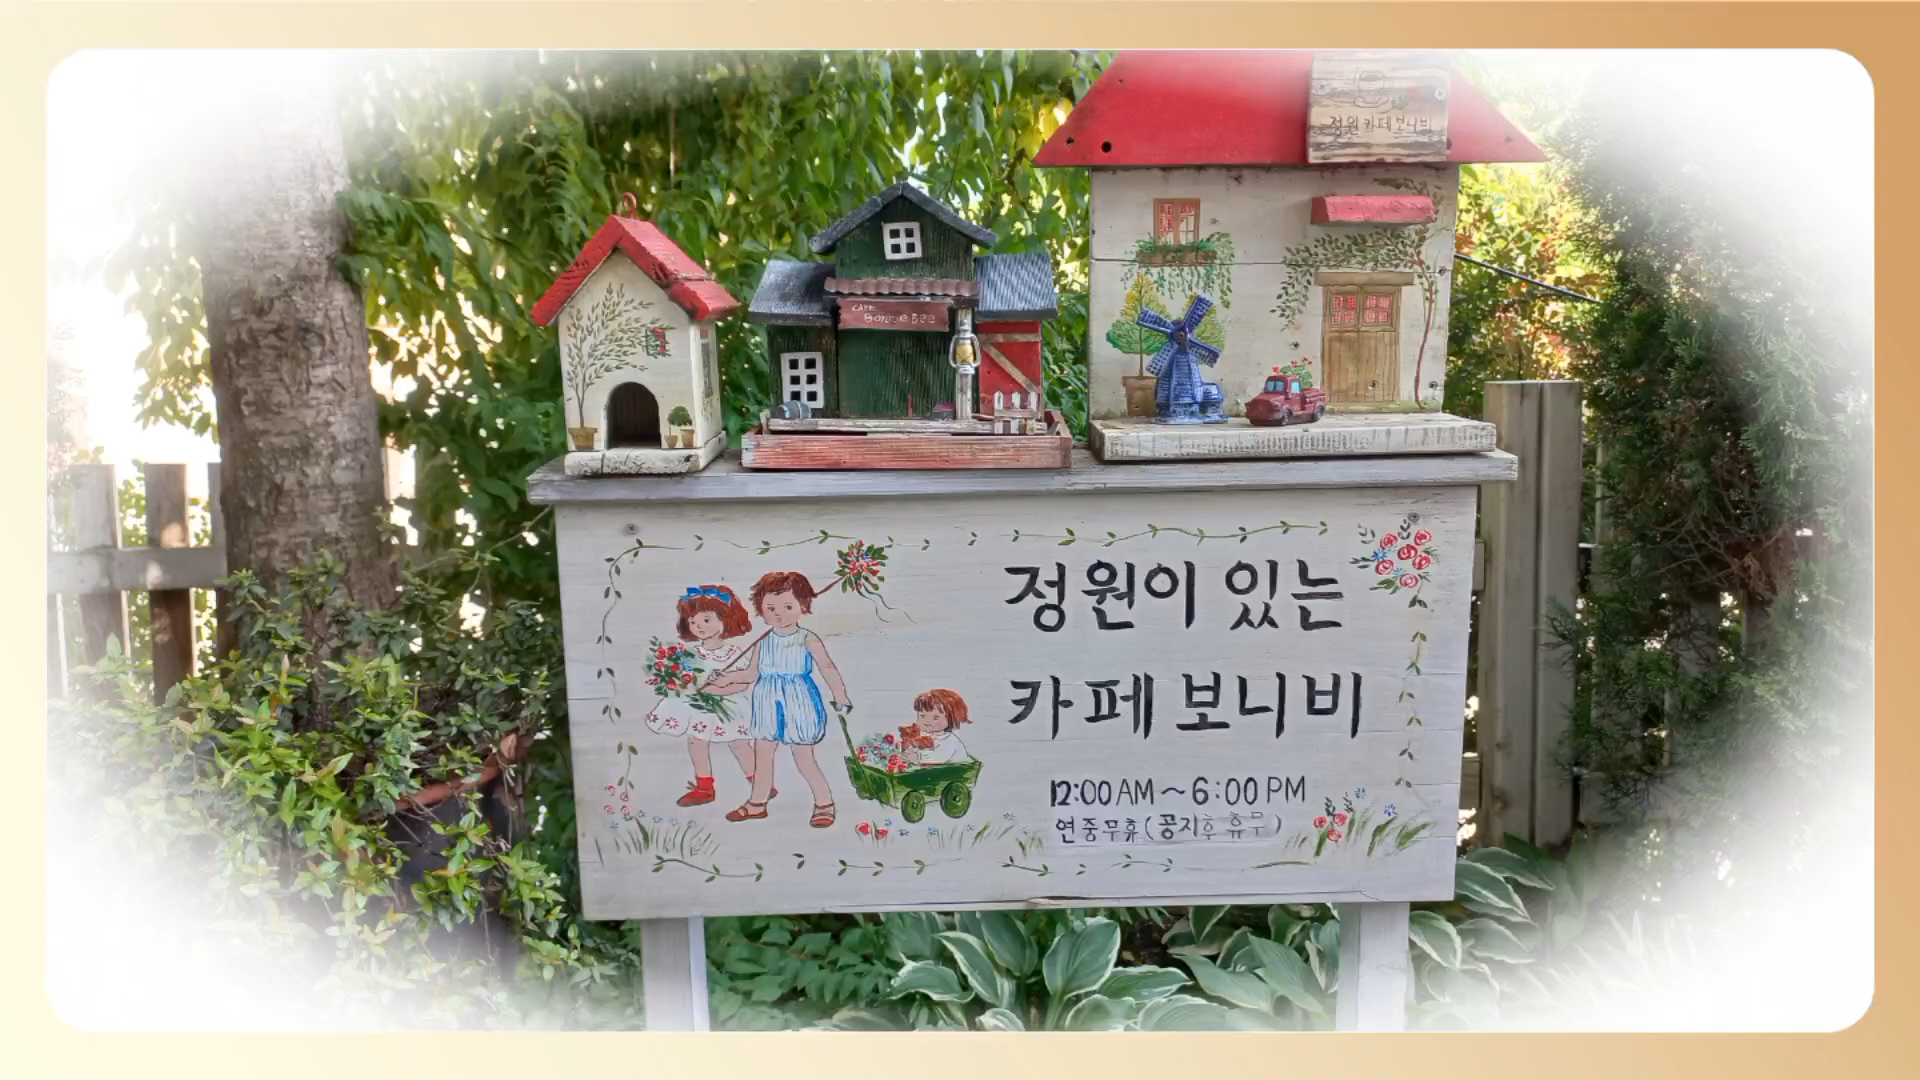 정원카페보니비
CAFE
Bonnie Bee
정원이 있는
카페 보니비
12:00 AM ~ 6:00 PM
연중무휴 (공지후 휴무)